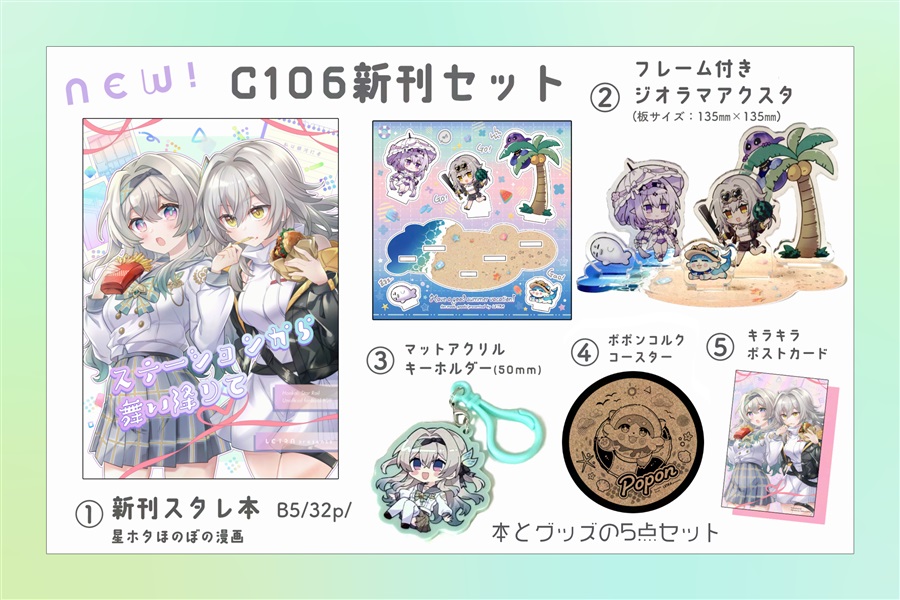 NEW!
C106新刊セット
② フレーム付き
ジオラマアクスタ
(板サイズ：135mm×135mm)
Go!
Go!
Have a good summer vacation!
ステーションから
舞い降りて
① 新刊スタレ本 B5/32p/
星ホタほのぼの漫画
③ マットアクリル
キーホルダー(50mm)
④ ポポンコルク
コースター
Popon
⑤ キラキラ
ポストカード
本とグッズの5点セット